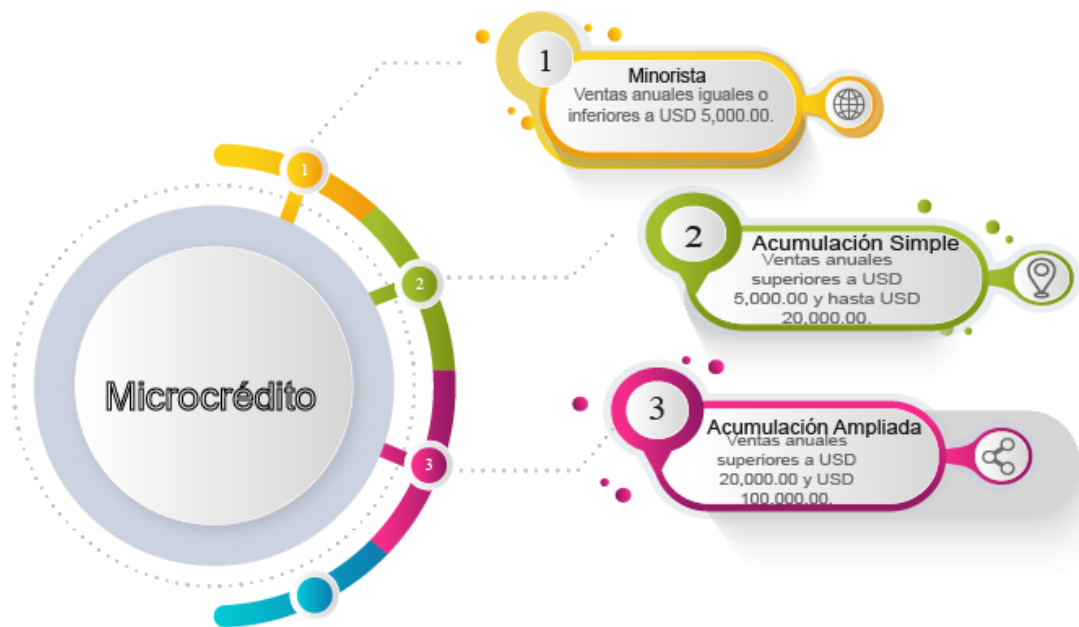 Microcrédito
1
2
3
1
Minorista
Ventas anuales iguales o
inferiores a USD 5,000.00.
2
Acumulación Simple
Ventas anuales
superiores a USD
5,000.00 y hasta USD
20,000.00.
3
Acumulación Ampliada
Ventas anuales
superiores a USD
20,000.00 y USD
100.000.00.